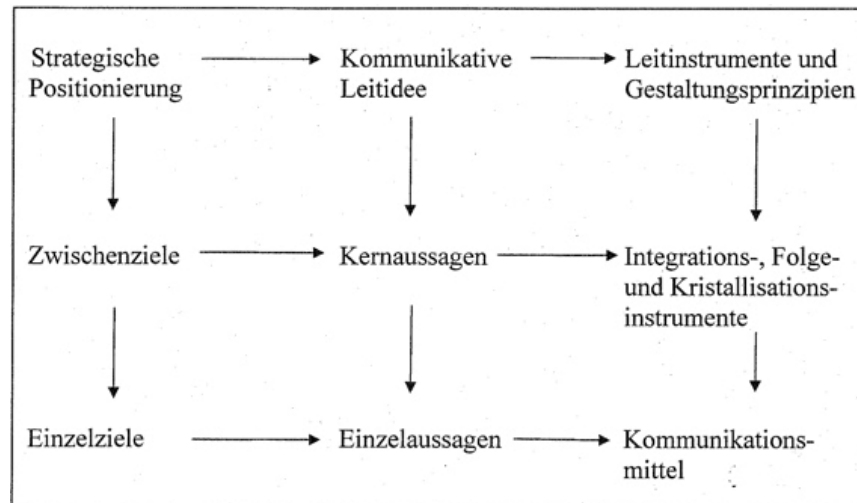 Strategische
Positionierung
Kommunikative
Leitidee
Leitinstrumente und
Gestaltungsprinzipien
Zwischenziele
Kernaussagen
Integrations-, Folge-
und Kristallisations-
instrumente
Einzelziele
Einzelaussagen
Kommunikations-
mittel